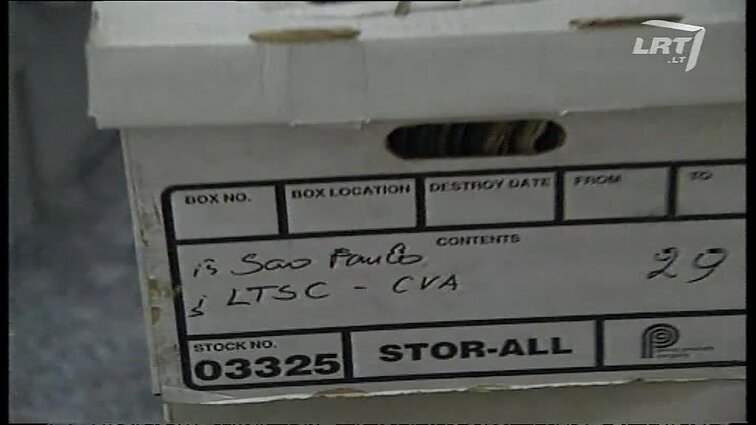 LRT
.LT
BOX NO. BOX LOCATION DESTROY DATE FROM TO
CONTENTS
iš Sao Paulo 29
į LTSC - CVA
STOCK NO.
03325 STOR-ALL